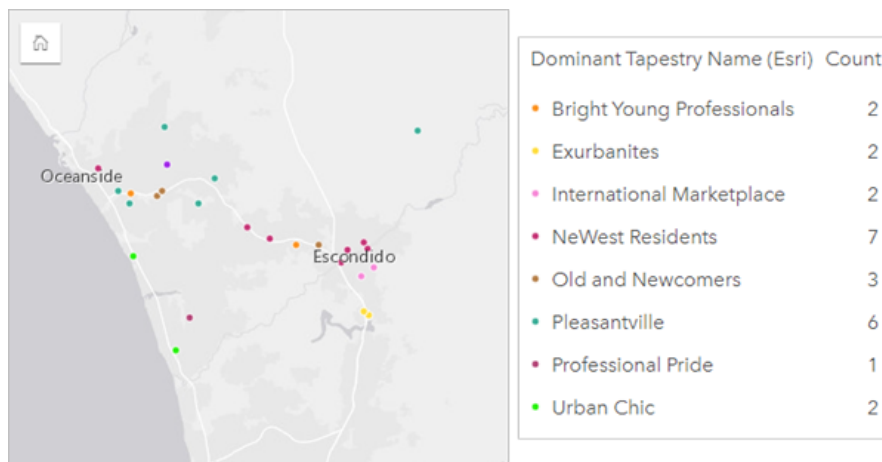 Oceanside
Escondido
Dominant Tapestry Name (Esri) Count
Bright Young Professionals 2
Exurbanites 2
International Marketplace 2
NeWest Residents 7
Old and Newcomers 3
Pleasantville 6
Professional Pride 1
Urban Chic 2